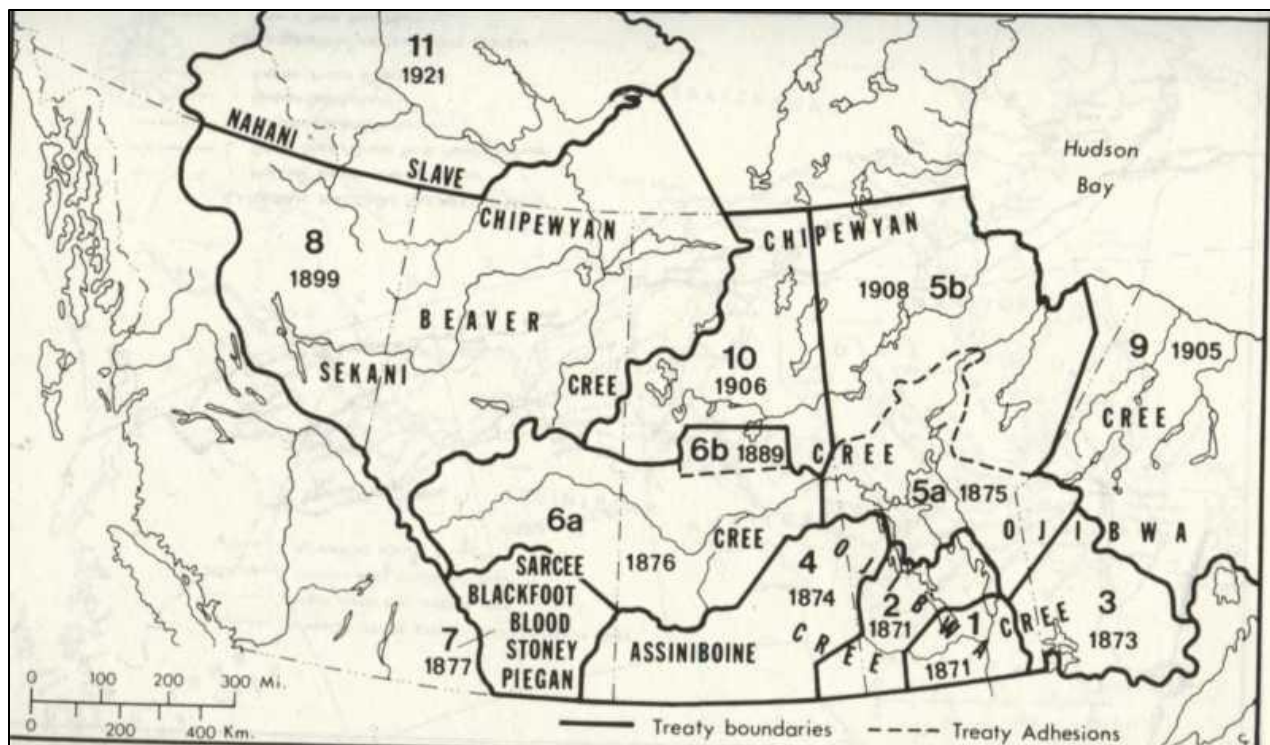 11
1921
Hudson
Bay
NAHANI
SLAVE
CHIPEWYAN
CHIPEWYAN
8
1899
1908 5b
BEAVER
9
1905
10
1906
SEKANI
CREE
CREE
6b 1889
CREE
5a
1875
6a
OJIBWA
CREE
1876
SARCEE
4
OJIBWA
BLACKFOOT
1874
2
1
CREE
3
BLOOD
1871
1873
7
STONEY
ASSINIBOINE
CREE
1877
PIEGAN
1871
0 100 200 300 Mi.
0 200 400 Km.
Treaty boundaries
Treaty Adhesions